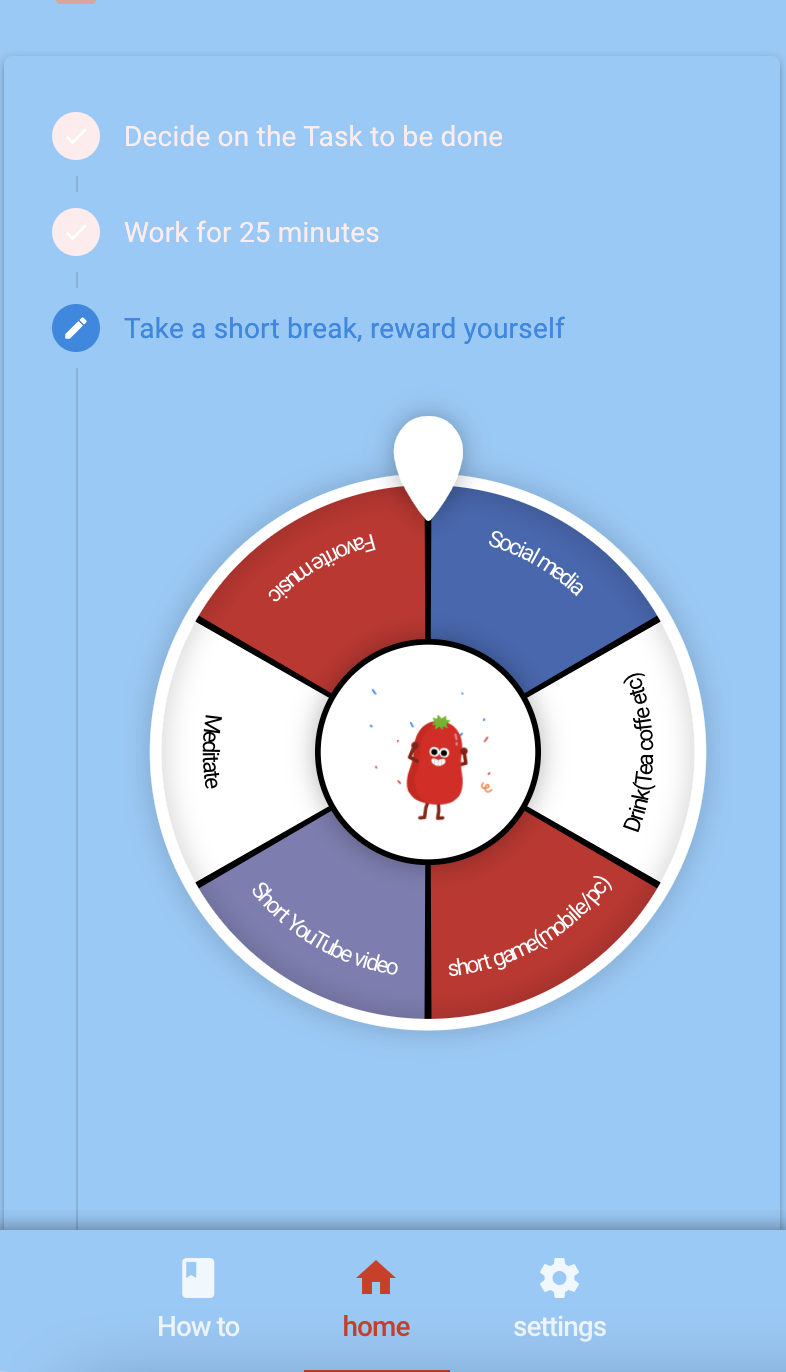 Decide on the Task to be done
Work for 25 minutes
Take a short break, reward yourself
Favorite music
Social media
Meditate
Drink(Tea coffe etc)
Short YouTube video
short game(mobile/pc)
How to
home
settings